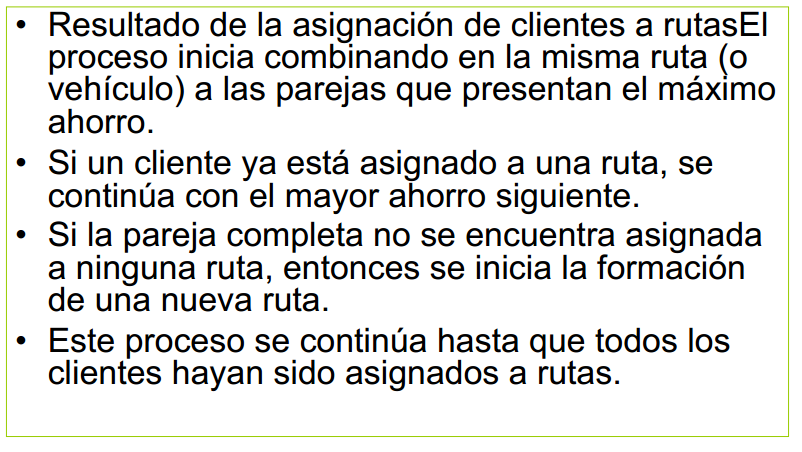 • Resultado de la asignación de clientes a rutasEl
proceso inicia combinando en la misma ruta (o
vehículo) a las parejas que presentan el máximo
ahorro.
• Si un cliente ya está asignado a una ruta, se
continúa con el mayor ahorro siguiente.
• Si la pareja completa no se encuentra asignada
a ninguna ruta, entonces se inicia la formación
de una nueva ruta.
• Este proceso se continúa hasta que todos los
clientes hayan sido asignados a rutas.